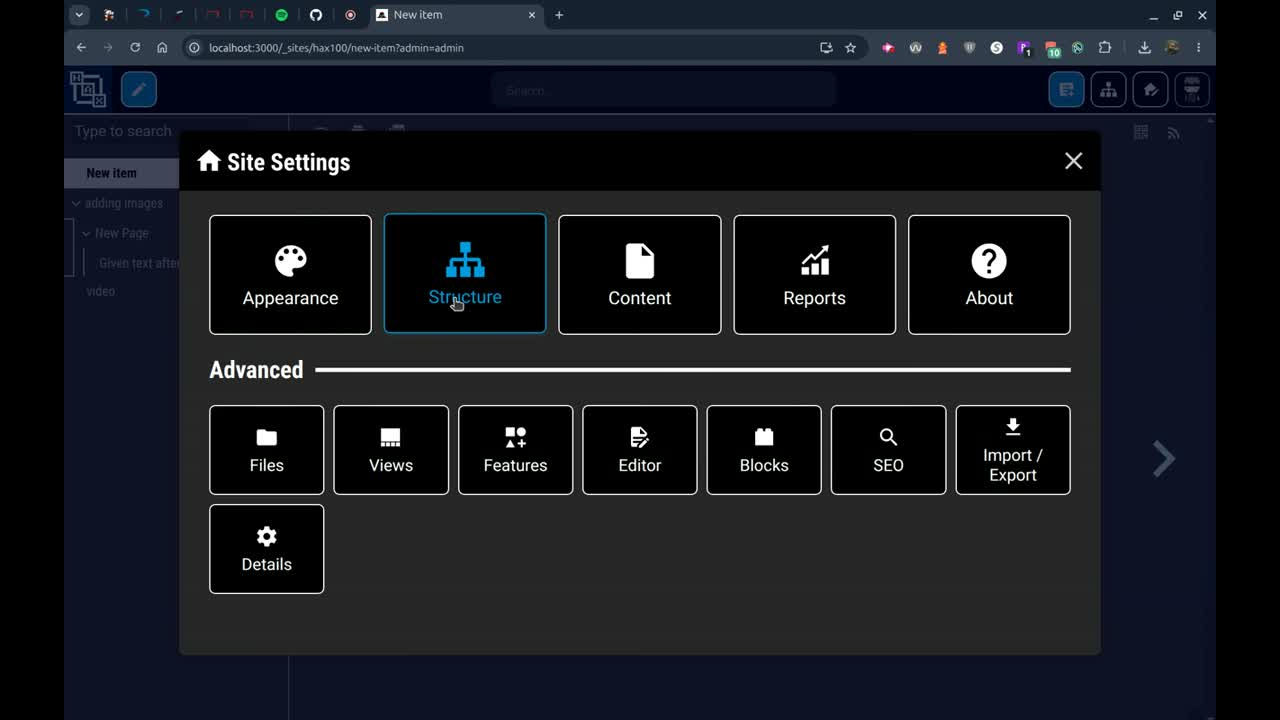 New item
localhost:3000/_sites/hax100/new-item?admin=admin
1
10
Search...
Type to search
New item
adding images
New Page
Given text after
video
Site Settings
Appearance
Structure
Content
Reports
About
Advanced
Files
Views
Features
Editor
Blocks
SEO
Import /
Export
Details